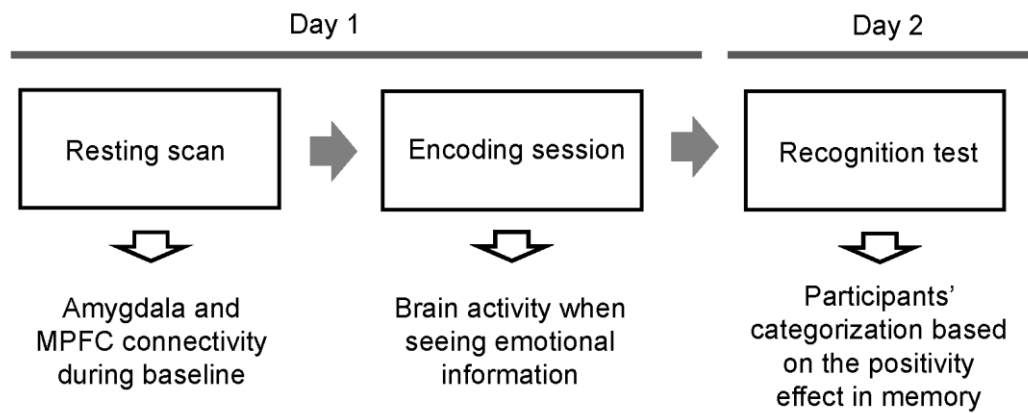 Day 1
Day 2
Resting scan
Encoding session
Recognition test
Amygdala and
MPFC connectivity
during baseline
Brain activity when
seeing emotional
information
Participants’
categorization based
on the positivity
effect in memory